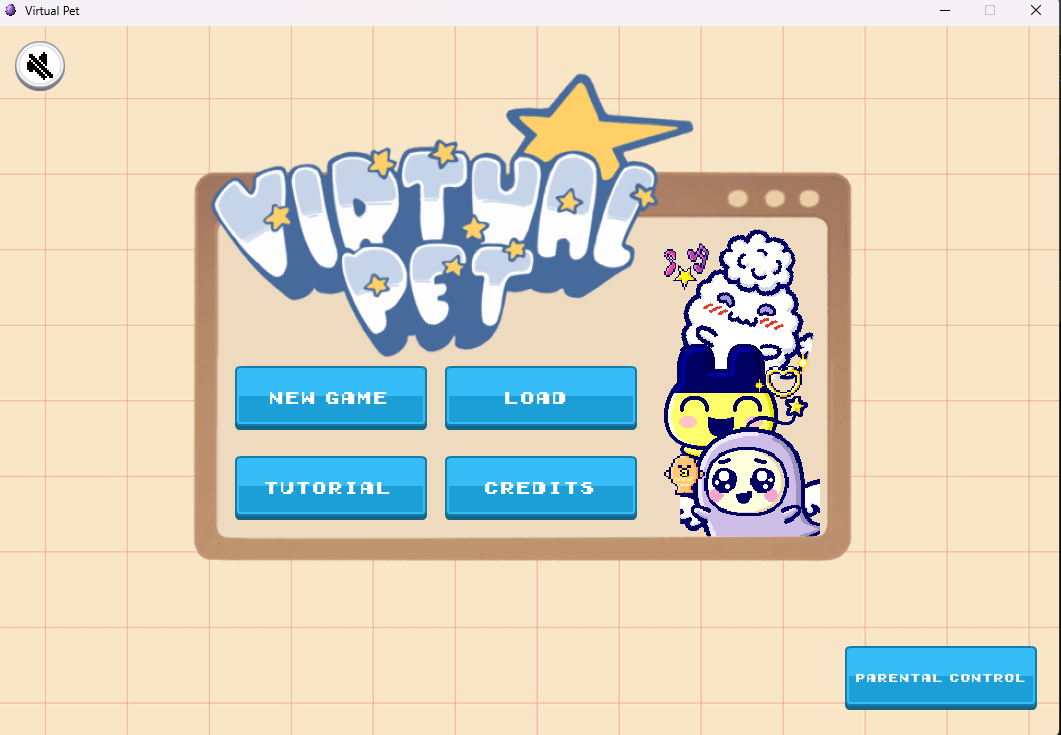 Virtual Pet
VIRTUAL
PET
NEW GAME
LOAD
TUTORIAL
CREDITS
PARENTAL CONTROL